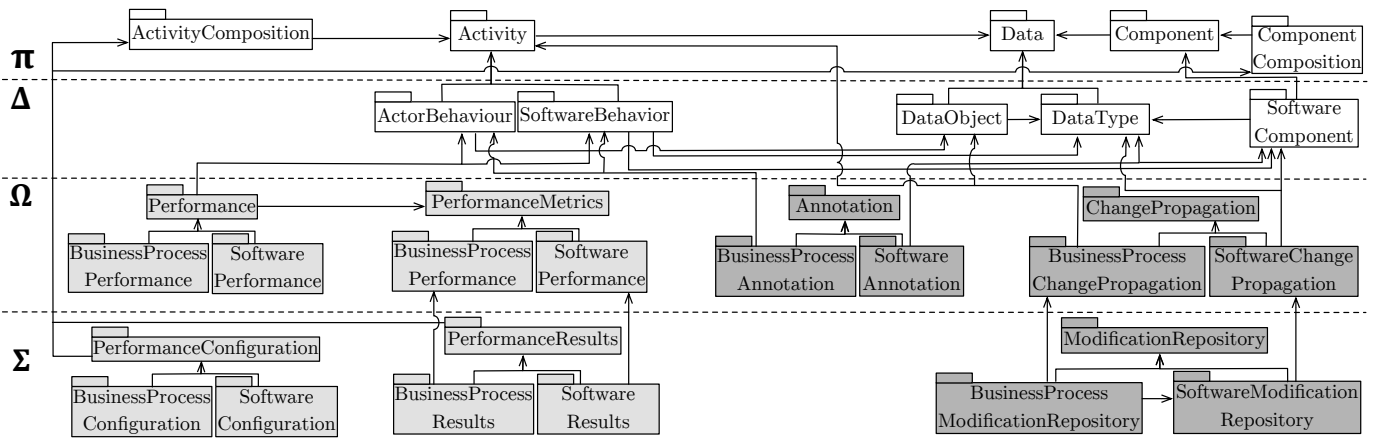 π
ActivityComposition
Activity
Data
Component
Component
Composition
Δ
ActorBehaviour
SoftwareBehavior
DataObject
DataType
Software
Component
Ω
Performance
PerformanceMetrics
Annotation
ChangePropagation
BusinessProcess
Performance
Software
Performance
BusinessProcess
Performance
Software
Performance
BusinessProcess
Annotation
Software
Annotation
BusinessProcess
ChangePropagation
SoftwareChange
Propagation
Σ
PerformanceConfiguration
PerformanceResults
ModificationRepository
BusinessProcess
Configuration
Software
Configuration
BusinessProcess
Results
Software
Results
BusinessProcess
ModificationRepository
SoftwareModification
Repository